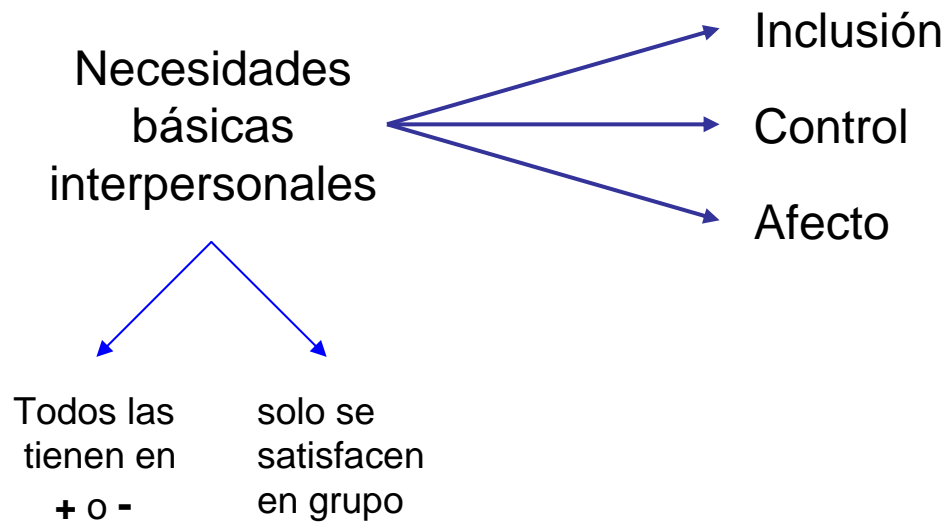 Necesidades
básicas
interpersonales
Inclusión
Control
Afecto
Todos las
tienen en
+ o -
solo se
satisfacen
en grupo